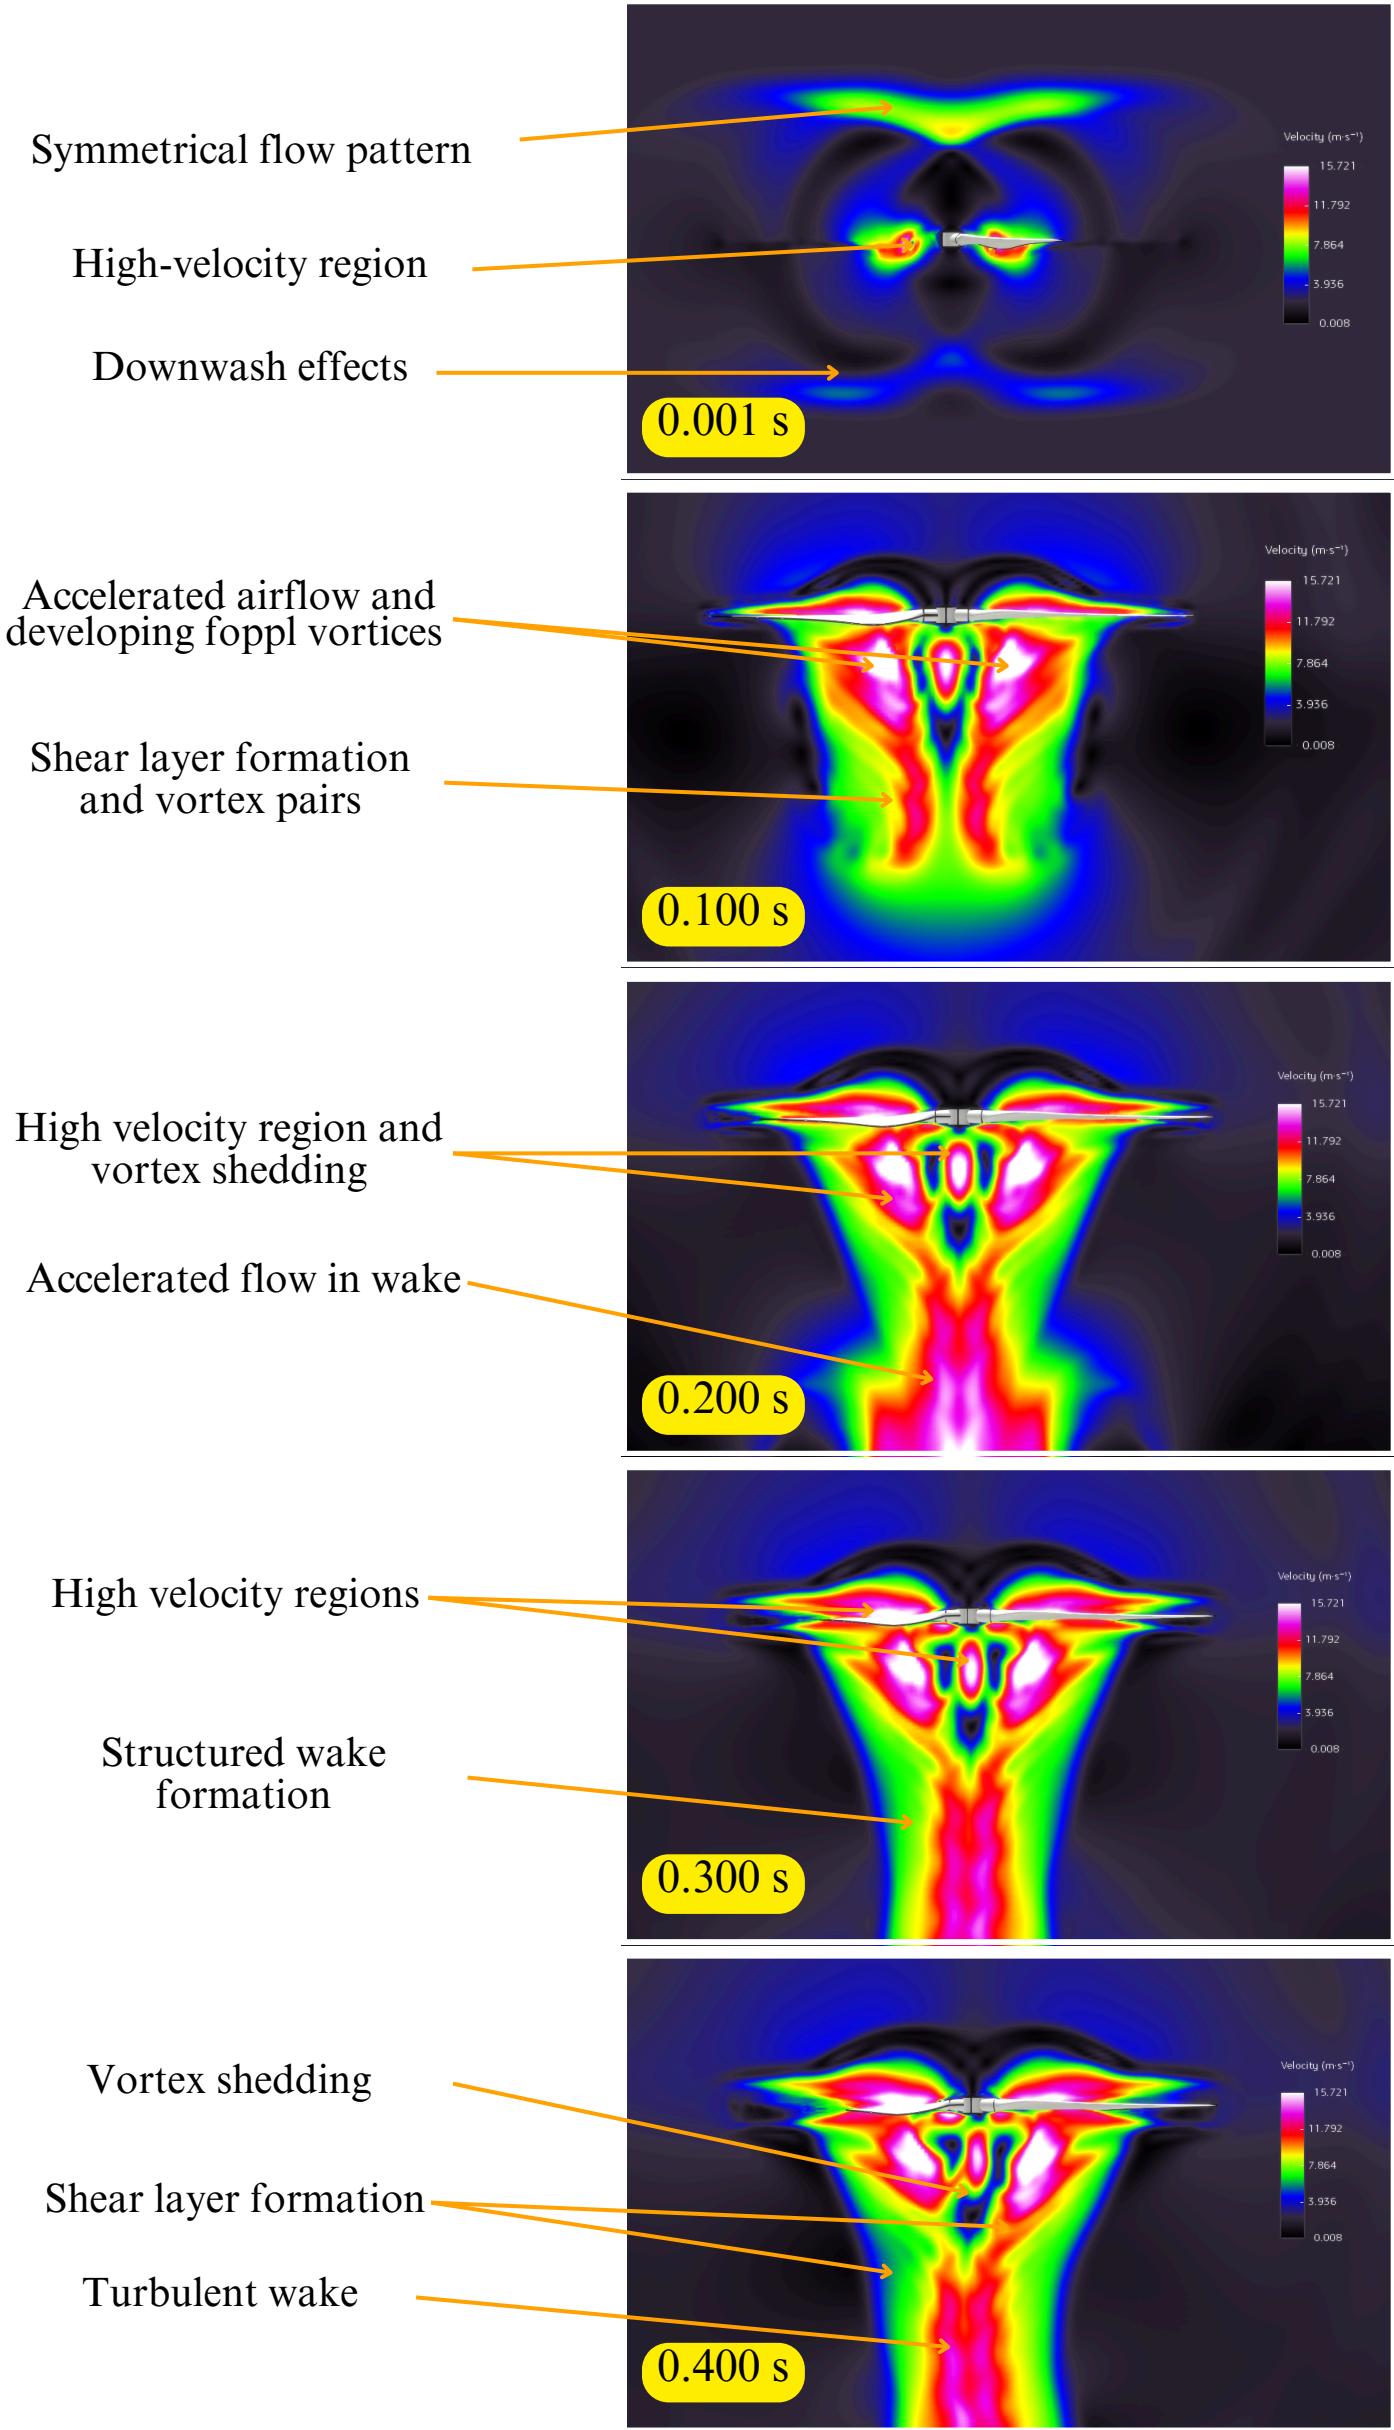 Symmetrical flow pattern
High-velocity region
Downwash effects
Velocity (m·s⁻¹)
15.721
11.792
7.864
3.936
0.008
0.001 s
Accelerated airflow and
developing foppl vortices
Shear layer formation
and vortex pairs
Velocity (m·s⁻¹)
15.721
11.792
7.864
3.936
0.008
0.100 s
High velocity region and
vortex shedding
Accelerated flow in wake
Velocity (m·s⁻¹)
15.721
11.792
7.864
3.936
0.008
0.200 s
High velocity regions
Structured wake
formation
Velocity (m·s⁻¹)
15.721
11.792
7.864
3.936
0.008
0.300 s
Vortex shedding
Shear layer formation
Turbulent wake
Velocity (m·s⁻¹)
15.721
11.792
7.864
3.936
0.008
0.400 s